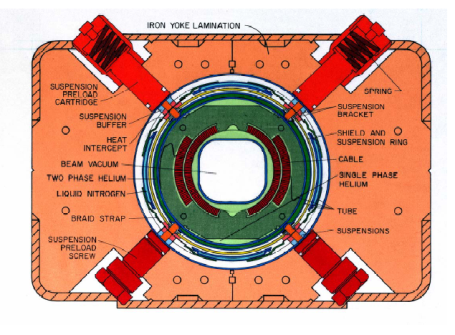 IRON YOKE LAMINATION
SUSPENSION
PRELOAD
CARTRIDGE
SUSPENSION
BUFFER
HEAT
INTERCEPT
BEAM VACUUM
TWO PHASE HELIUM
LIQUID NITROGEN
BRAID STRAP
SUSPENSION
PRELOAD
SCREW
SPRING
SUSPENSION
BRACKET
SHIELD AND
SUSPENSION RING
CABLE
SINGLE PHASE
HELIUM
TUBE
SUSPENSIONS